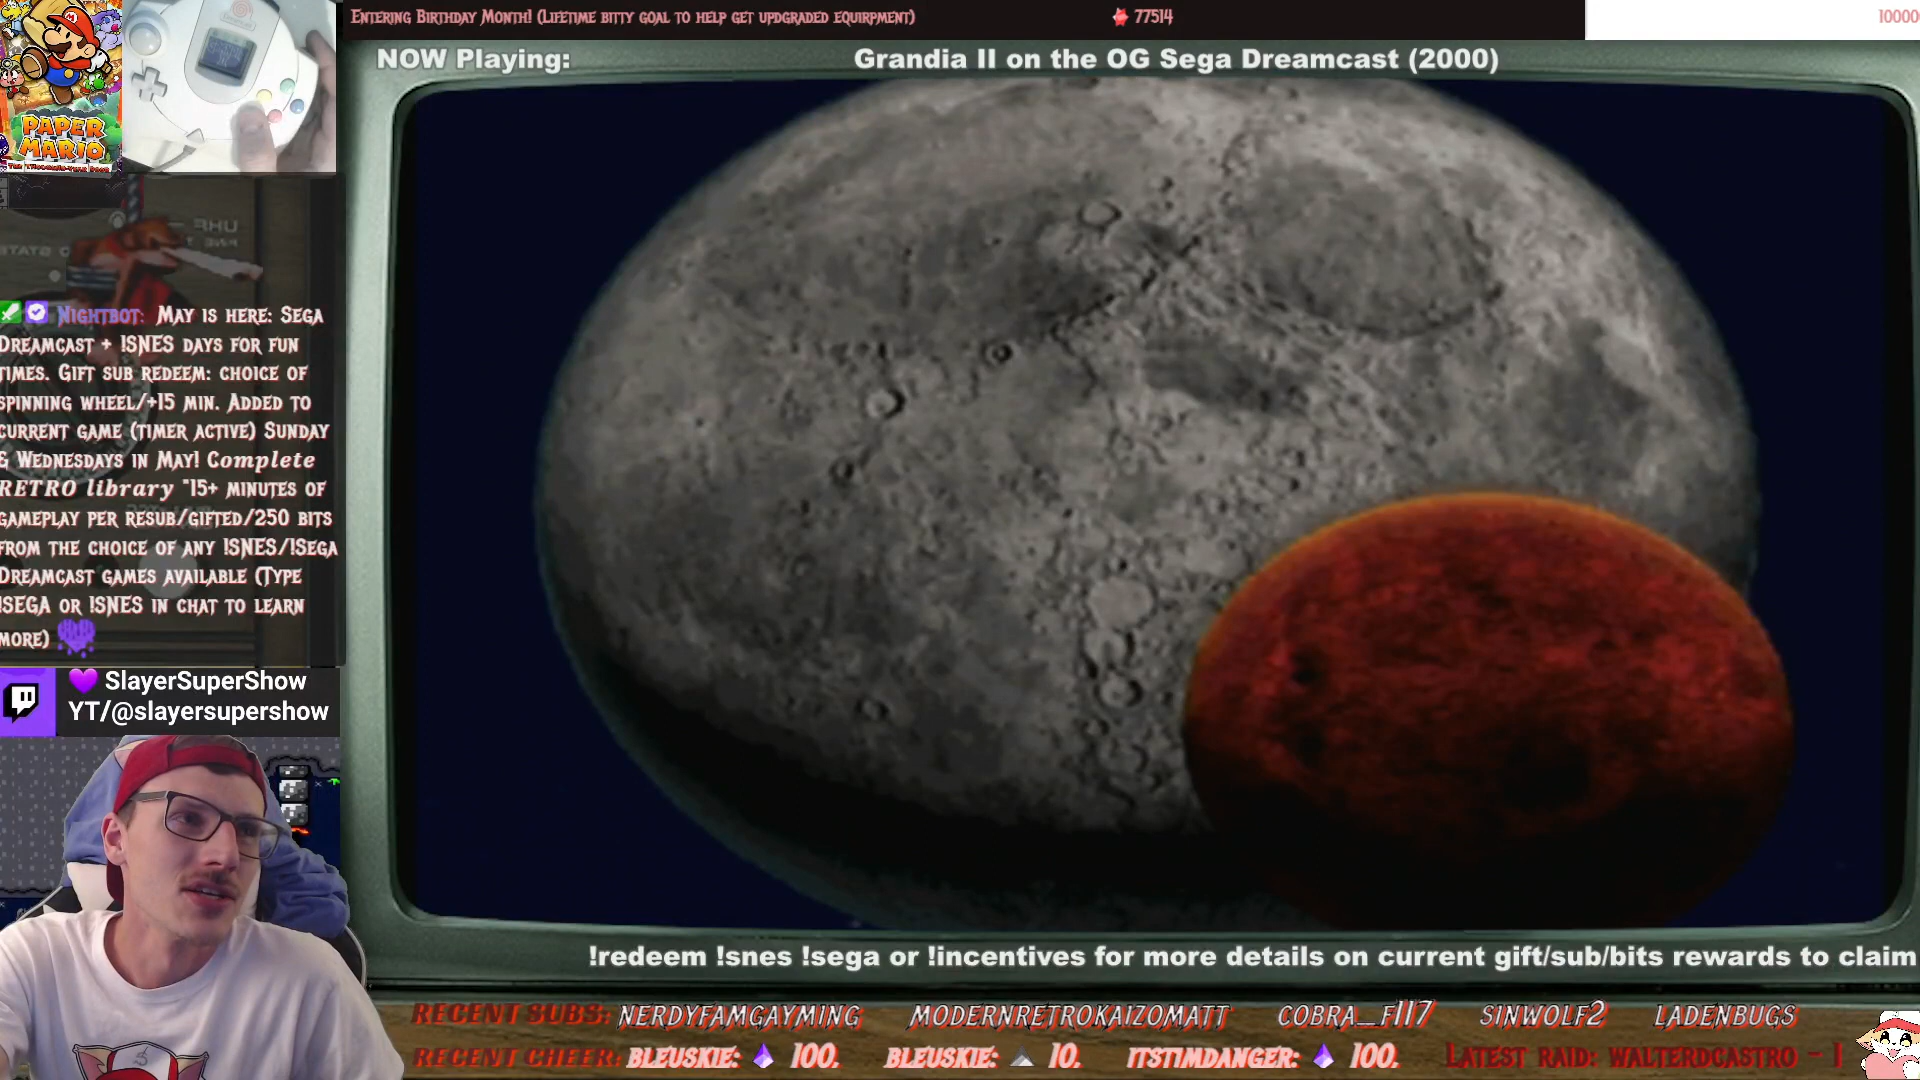 Entering Birthday Month! (Lifetime bitty goal to help get updgraded equirpment)
77514
10000
NOW Playing:
Grandia II on the OG Sega Dreamcast (2000)
PAPER
MARIO
UHF
Nightbot: May is here: Sega
Dreamcast + !SNES days for fun
times. Gift sub redeem: choice of
spinning wheel/+15 min. Added to
current game (timer active) Sunday
& Wednesdays in May! Complete
RETRO library "15+ minutes of
gameplay per resub/gifted/250 bits
from the choice of any !SNES/!Sega
Dreamcast games available (Type
!SEGA or !SNES in chat to learn
more)
SlayerSuperShow
YT/@slayersupershow
!redeem !snes !sega or !incentives for more details on current gift/sub/bits rewards to claim
Recent Subs: NERDYFAMGAYMING MODERNRETROKAIZOMATT COBRA_F117 SINWOLF2 LADENBUGS
Recent Cheer: BLEUSKIE: 100. BLEUSKIE: 10. ITSTIMDANGER: 100. Latest Raid: walterdcastro - 1